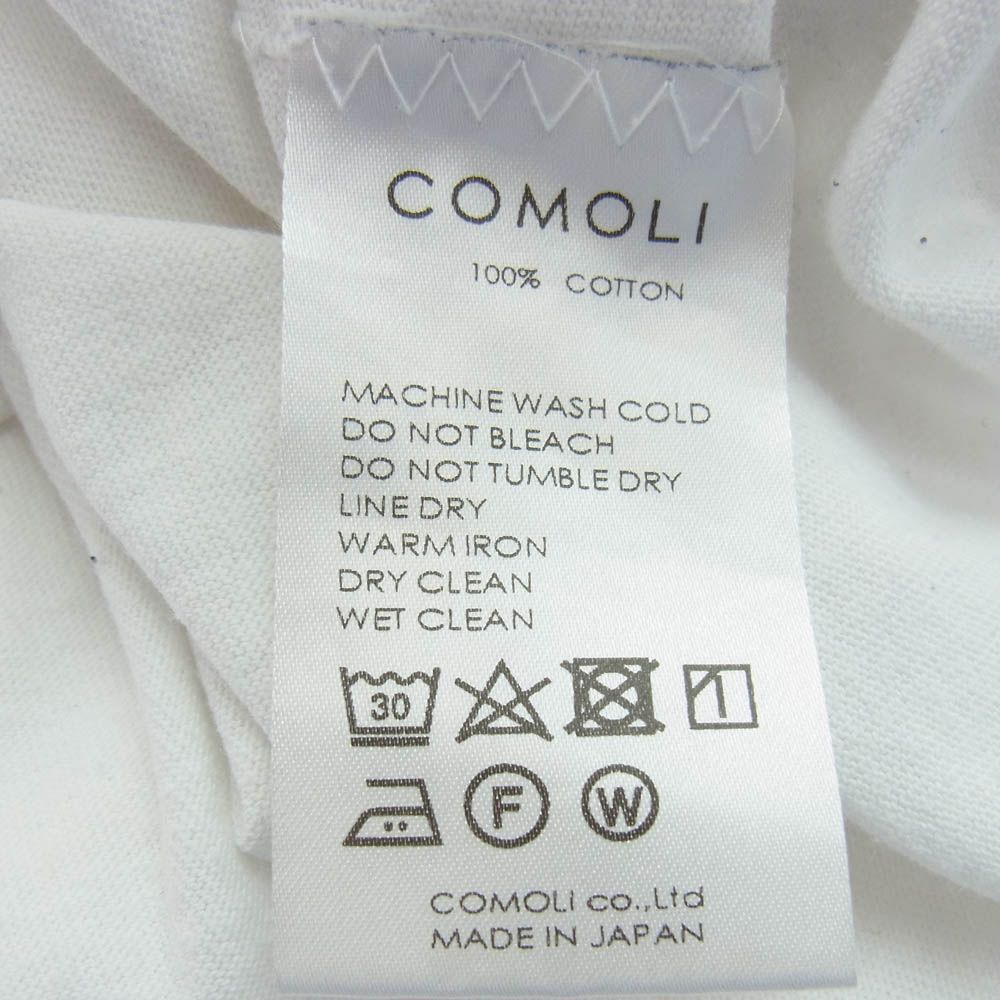 COMOLI
100% COTTON
MACHINE WASH COLD
DO NOT BLEACH
DO NOT TUMBLE DRY
LINE DRY
WARM IRON
DRY CLEAN
WET CLEAN
30
F W
COMOLI co.,Ltd
MADE IN JAPAN